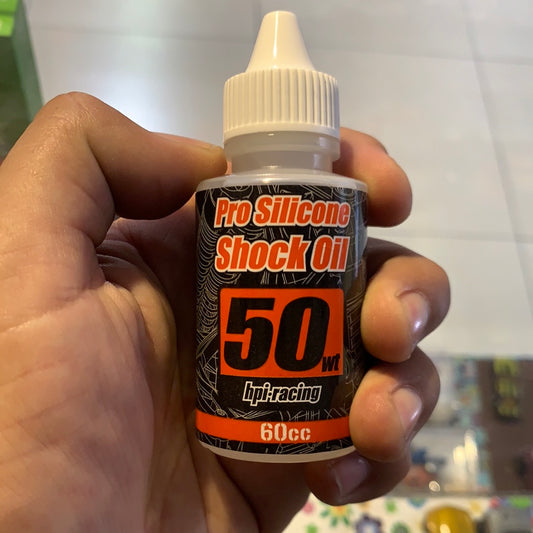 Pro Silicone
Shock Oil
50wt
hpi·racing
60cc